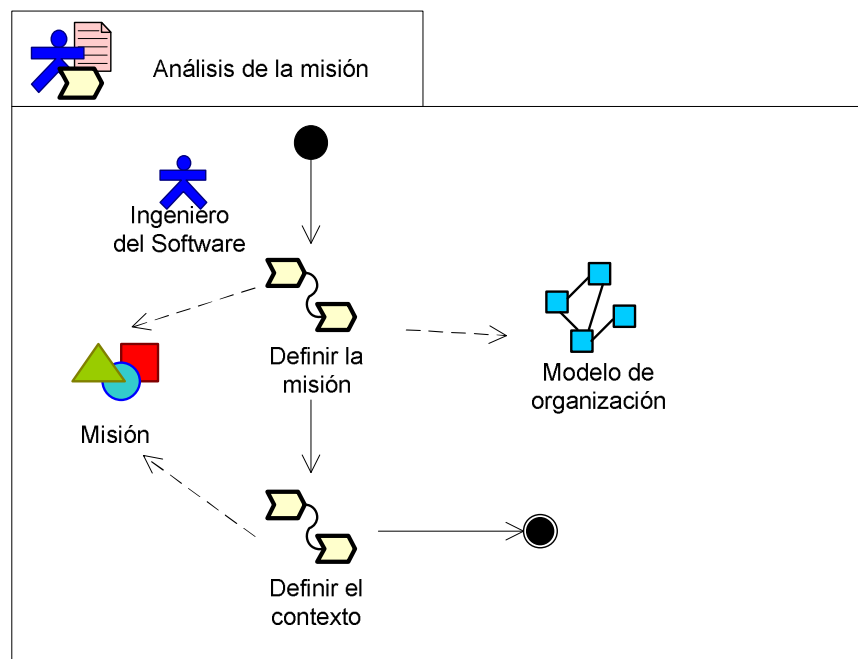 Análisis de la misión
Ingeniero
del Software
Definir la
misión
Modelo de
organización
Misión
Definir el
contexto